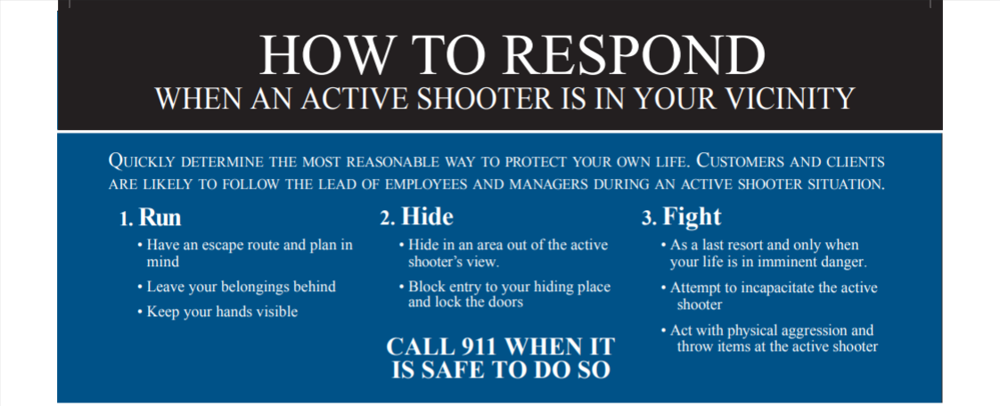 HOW TO RESPOND
WHEN AN ACTIVE SHOOTER IS IN YOUR VICINITY
QUICKLY DETERMINE THE MOST REASONABLE WAY TO PROTECT YOUR OWN LIFE. CUSTOMERS AND CLIENTS
ARE LIKELY TO FOLLOW THE LEAD OF EMPLOYEES AND MANAGERS DURING AN ACTIVE SHOOTER SITUATION.
1. Run
• Have an escape route and plan in
mind
• Leave your belongings behind
• Keep your hands visible
2. Hide
• Hide in an area out of the active
shooter’s view.
• Block entry to your hiding place
and lock the doors
3. Fight
• As a last resort and only when
your life is in imminent danger.
• Attempt to incapacitate the active
shooter
• Act with physical aggression and
throw items at the active shooter
CALL 911 WHEN IT
IS SAFE TO DO SO